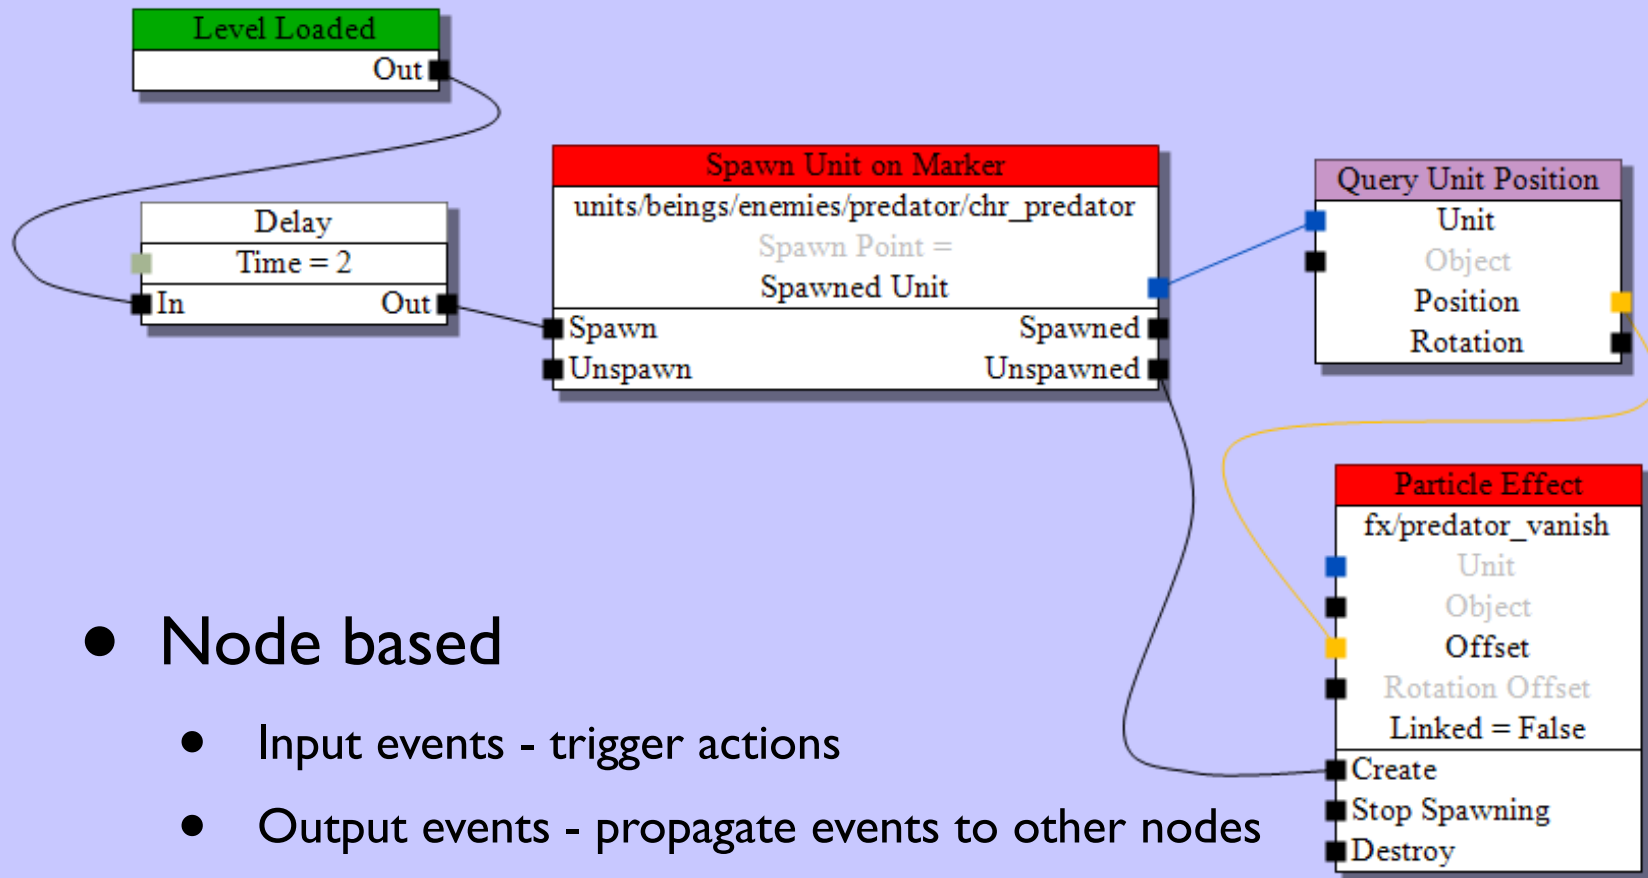 Level Loaded
Out
Delay
Time = 2
In Out
Spawn Unit on Marker
units/beings/enemies/predator/chr_predator
Spawn Point =
Spawned Unit
Spawn Spawned
Unspawn Unspawned
Query Unit Position
Unit
Object
Position
Rotation
Particle Effect
fx/predator_vanish
Unit
Object
Offset
Rotation Offset
Linked = False
Create
Stop Spawning
Destroy
• Node based
• Input events - trigger actions
• Output events - propagate events to other nodes